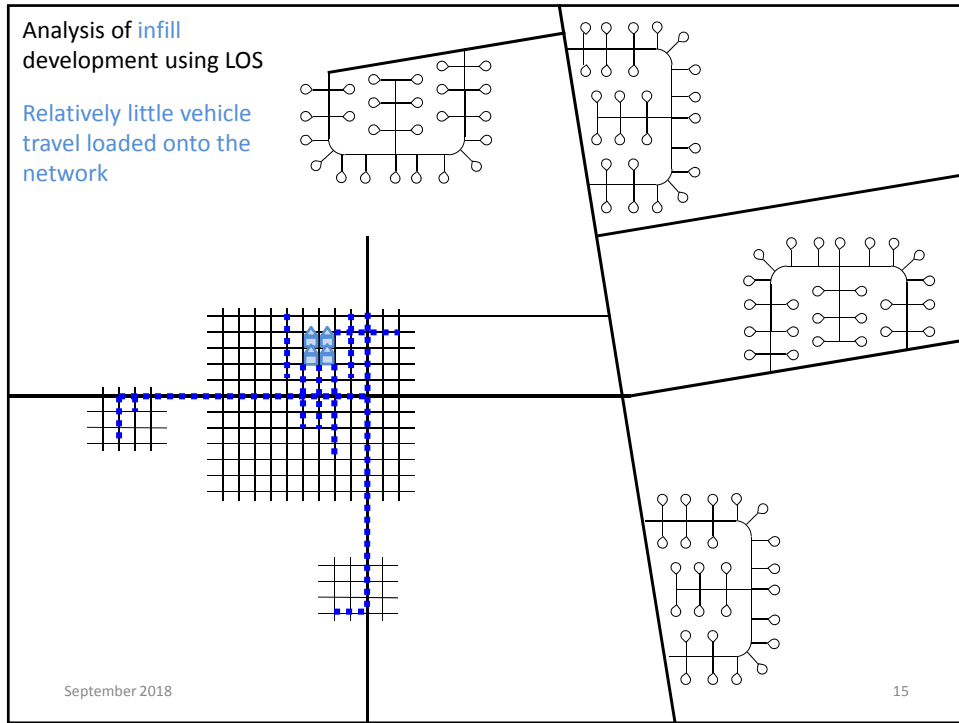 Analysis of infill
development using LOS
Relatively little vehicle
travel loaded onto the
network
September 2018
15